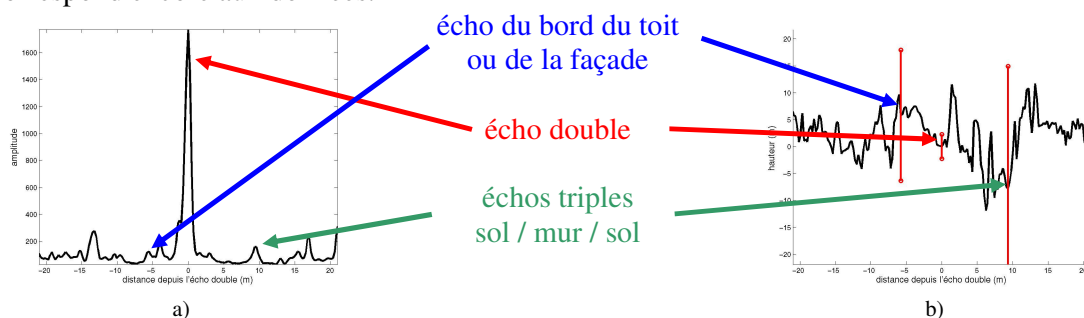 écho du bord du toit
ou de la façade
écho double
échos triples
sol / mur / sol
amplitude
1600
1400
1200
1000
800
600
400
200
−20 −15 −10 −5 0 5 10 15 20
distance depuis l'écho double (m)
a)
hauteur (m)
20
15
10
5
0
−5
−10
−15
−20
−20 −15 −10 −5 0 5 10 15 20
distance depuis l'écho double (m)
b)